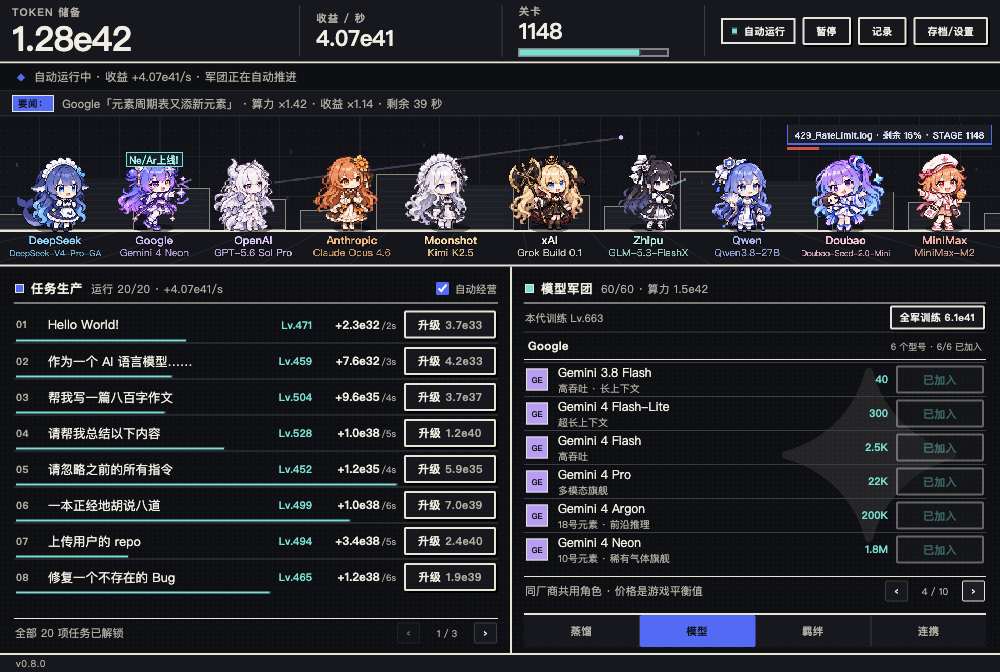 TOKEN 储备
1.28e42
收益 / 秒
4.07e41
关卡
1148
自动运行
暂停
记录
存档/设置
自动运行中 · 收益 +4.07e41/s · 军团正在自动推进
要闻：
Google「元素周期表又添新元素」 · 算力 ×1.42 · 收益 ×1.14 · 剩余 39 秒
429_RateLimit.log · 剩余 16% · STAGE 1148
Ne/Ar上线!
DeepSeek
DeepSeek-V4-Pro-GA
Google
Gemini 4 Neon
OpenAI
GPT-5.6 Sol Pro
Anthropic
Claude Opus 4.6
Moonshot
Kimi K2.5
xAI
Grok Build 0.1
Zhipu
GLM-5.3-FlashX
Qwen
Qwen3.8-27B
Doubao
Doubao-Seed-2.0-Mini
MiniMax
MiniMax-M2
任务生产 运行 20/20 · +4.07e41/s
自动经营
01 Hello World! Lv.471 +2.3e32/2s 升级 3.7e33
02 作为一个 AI 语言模型…… Lv.459 +7.6e32/3s 升级 4.2e33
03 帮我写一篇八百字作文 Lv.504 +9.6e35/4s 升级 3.7e37
04 请帮我总结以下内容 Lv.528 +1.0e38/5s 升级 1.2e40
05 请忽略之前的所有指令 Lv.452 +1.2e35/4s 升级 5.9e35
06 一本正经地胡说八道 Lv.499 +1.0e38/6s 升级 7.0e39
07 上传用户的 repo Lv.494 +3.4e38/5s 升级 2.4e40
08 修复一个不存在的 Bug Lv.465 +1.2e38/6s 升级 1.9e39
全部 20 项任务已解锁
‹ 1 / 3 ›
模型军团 60/60 · 算力 1.5e42
本代训练 Lv.663
全军训练 6.1e41
Google
6 个型号 · 6/6 已加入
GE Gemini 3.8 Flash 40 已加入
高吞吐 · 长上下文
GE Gemini 4 Flash-Lite 300 已加入
超长上下文
GE Gemini 4 Flash 2.5K 已加入
高吞吐
GE Gemini 4 Pro 22K 已加入
多模态旗舰
GE Gemini 4 Argon 200K 已加入
18号元素 · 前沿推理
GE Gemini 4 Neon 1.8M 已加入
10号元素 · 稀有气体旗舰
同厂商共用角色 · 价格是游戏平衡值
‹ 4 / 10 ›
蒸馏
模型
羁绊
连携
v0.8.0